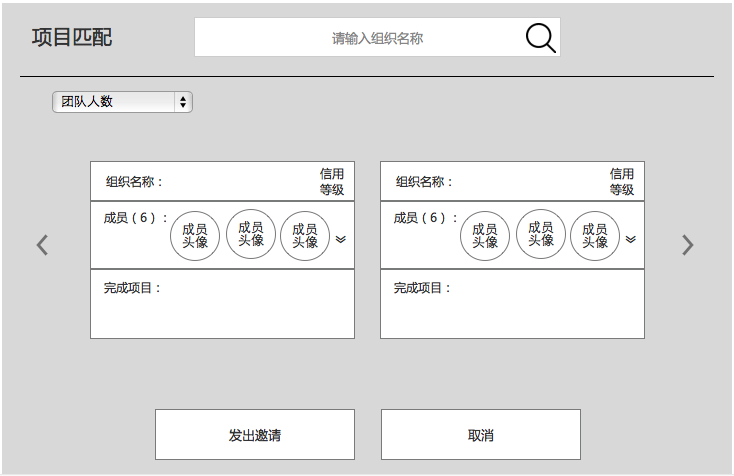 项目匹配
请输入组织名称
团队人数
组织名称：
信用
等级
成员（6）：
成员
头像
成员
头像
成员
头像
完成项目：
组织名称：
信用
等级
成员（6）：
成员
头像
成员
头像
成员
头像
完成项目：
发出邀请
取消